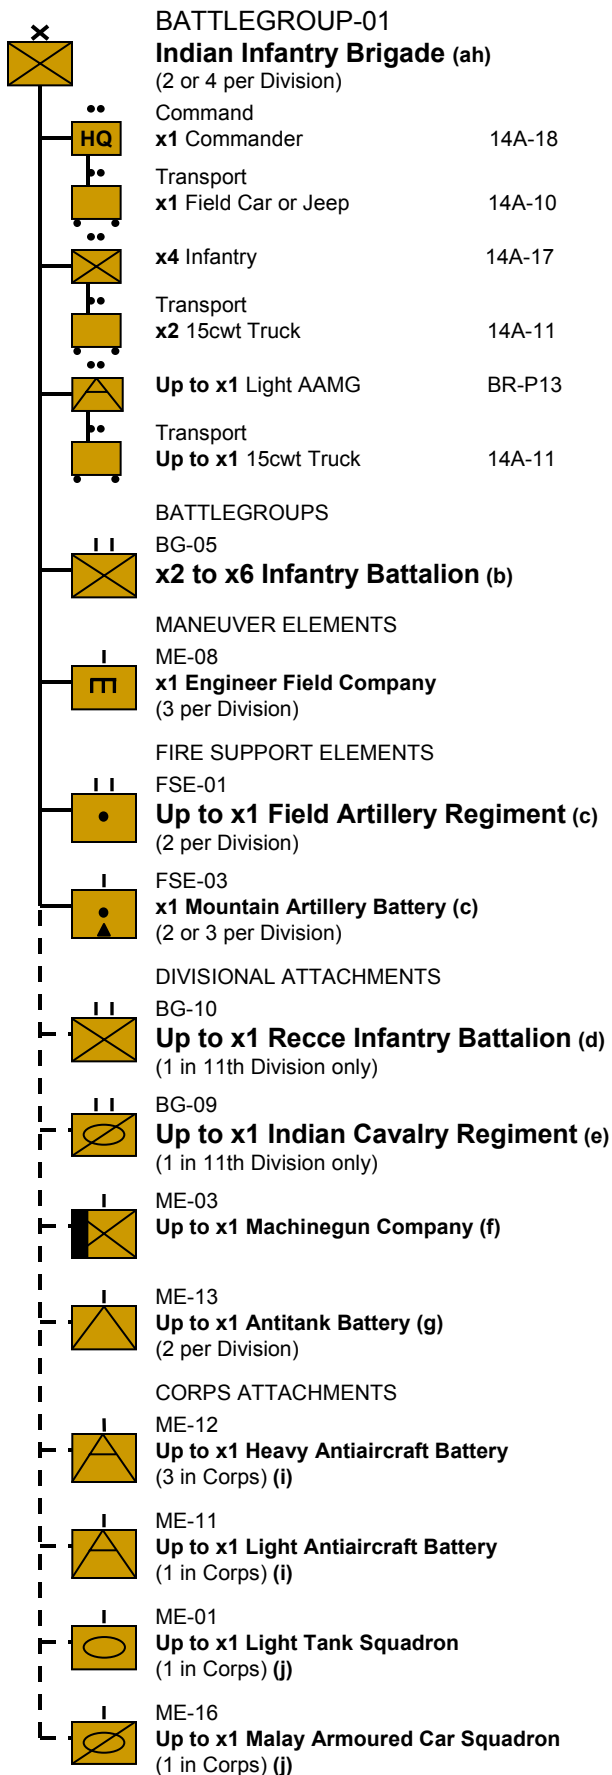 BATTLEGROUP-01
Indian Infantry Brigade (ah)
(2 or 4 per Division)
Command
HQ
x1 Commander 14A-18
Transport
x1 Field Car or Jeep 14A-10
x4 Infantry 14A-17
Transport
x2 15cwt Truck 14A-11
Up to x1 Light AAMG BR-P13
Transport
Up to x1 15cwt Truck 14A-11
BATTLEGROUPS
BG-05
x2 to x6 Infantry Battalion (b)
MANEUVER ELEMENTS
ME-08
x1 Engineer Field Company
(3 per Division)
FIRE SUPPORT ELEMENTS
FSE-01
Up to x1 Field Artillery Regiment (c)
(2 per Division)
FSE-03
x1 Mountain Artillery Battery (c)
(2 or 3 per Division)
DIVISIONAL ATTACHMENTS
BG-10
Up to x1 Recce Infantry Battalion (d)
(1 in 11th Division only)
BG-09
Up to x1 Indian Cavalry Regiment (e)
(1 in 11th Division only)
ME-03
Up to x1 Machinegun Company (f)
ME-13
Up to x1 Antitank Battery (g)
(2 per Division)
CORPS ATTACHMENTS
ME-12
Up to x1 Heavy Antiaircraft Battery
(3 in Corps) (i)
ME-11
Up to x1 Light Antiaircraft Battery
(1 in Corps) (i)
ME-01
Up to x1 Light Tank Squadron
(1 in Corps) (j)
ME-16
Up to x1 Malay Armoured Car Squadron
(1 in Corps) (j)